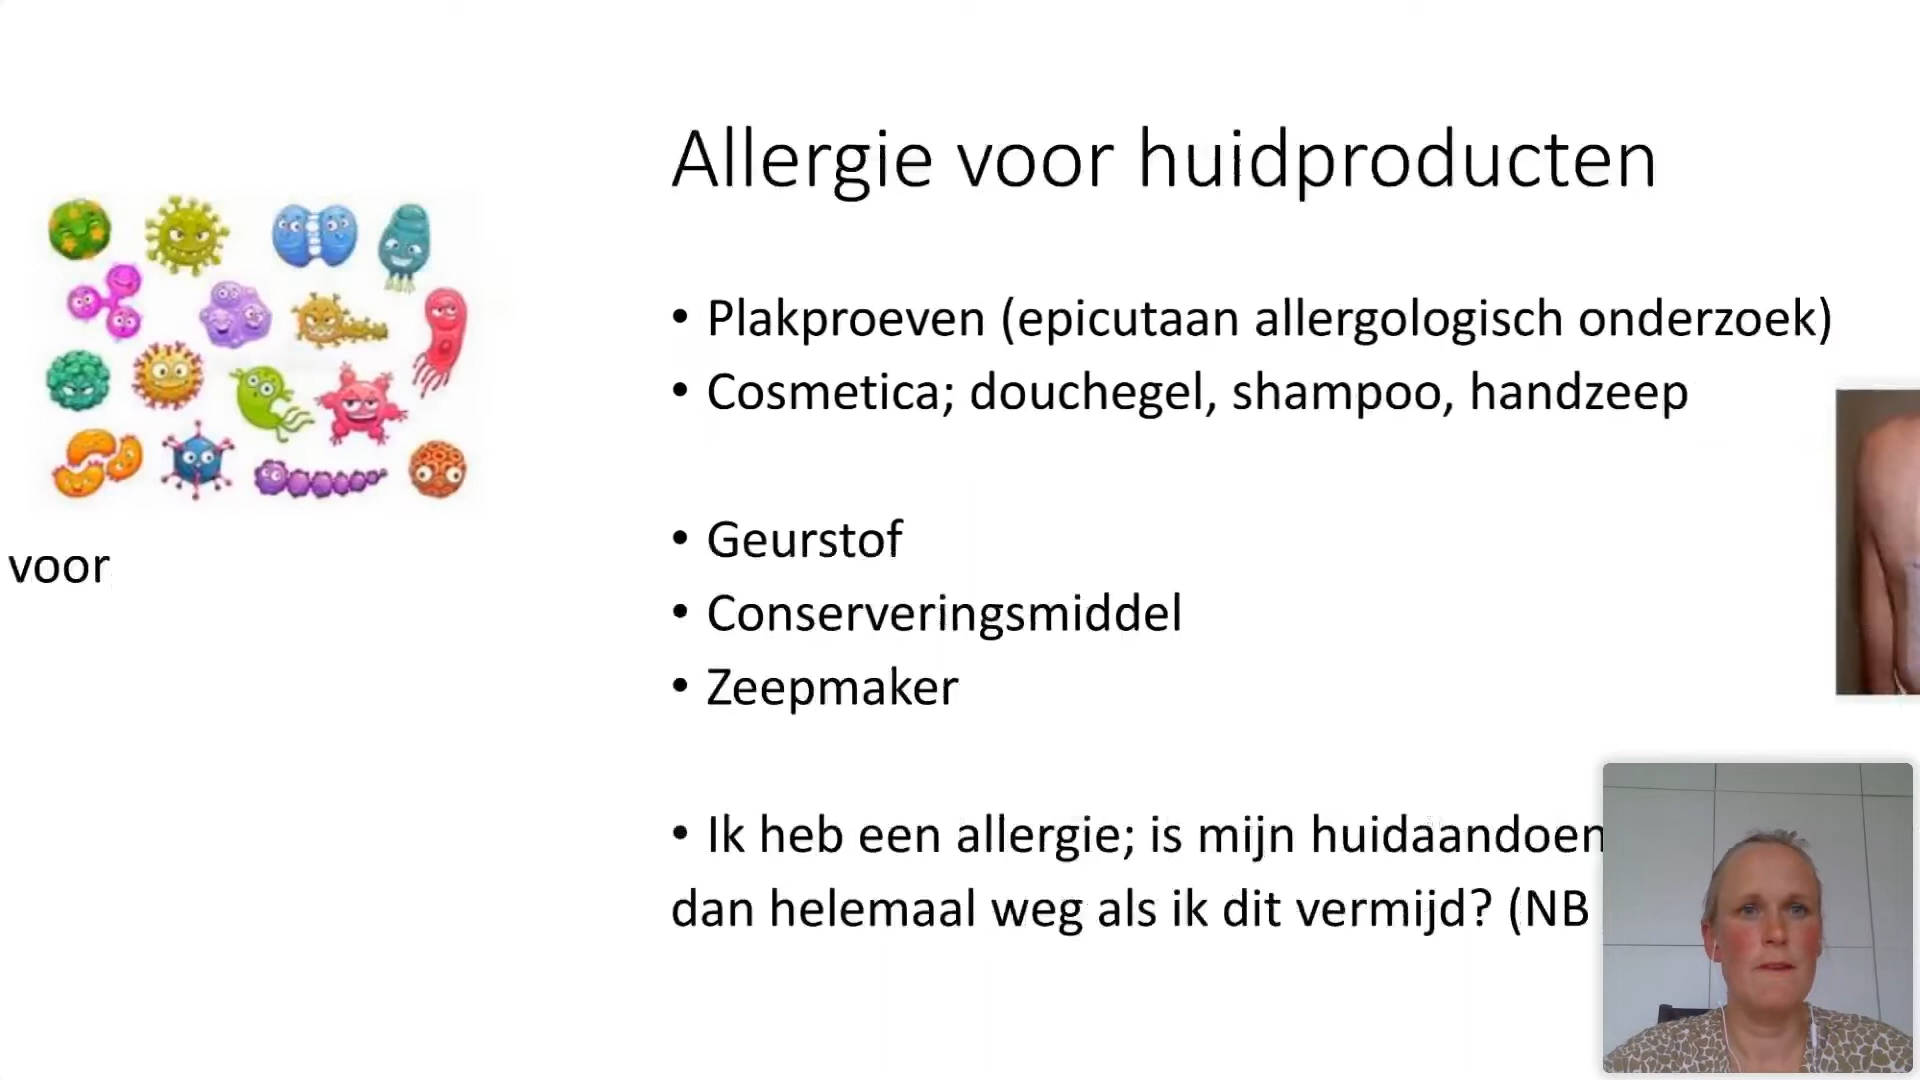 Allergie voor huidproducten
• Plakproeven (epicutaan allergologisch onderzoek)
• Cosmetica; douchegel, shampoo, handzeep
voor
• Geurstof
• Conserveringsmiddel
• Zeepmaker
• Ik heb een allergie; is mijn huidaandoen
dan helemaal weg als ik dit vermijd? (NB